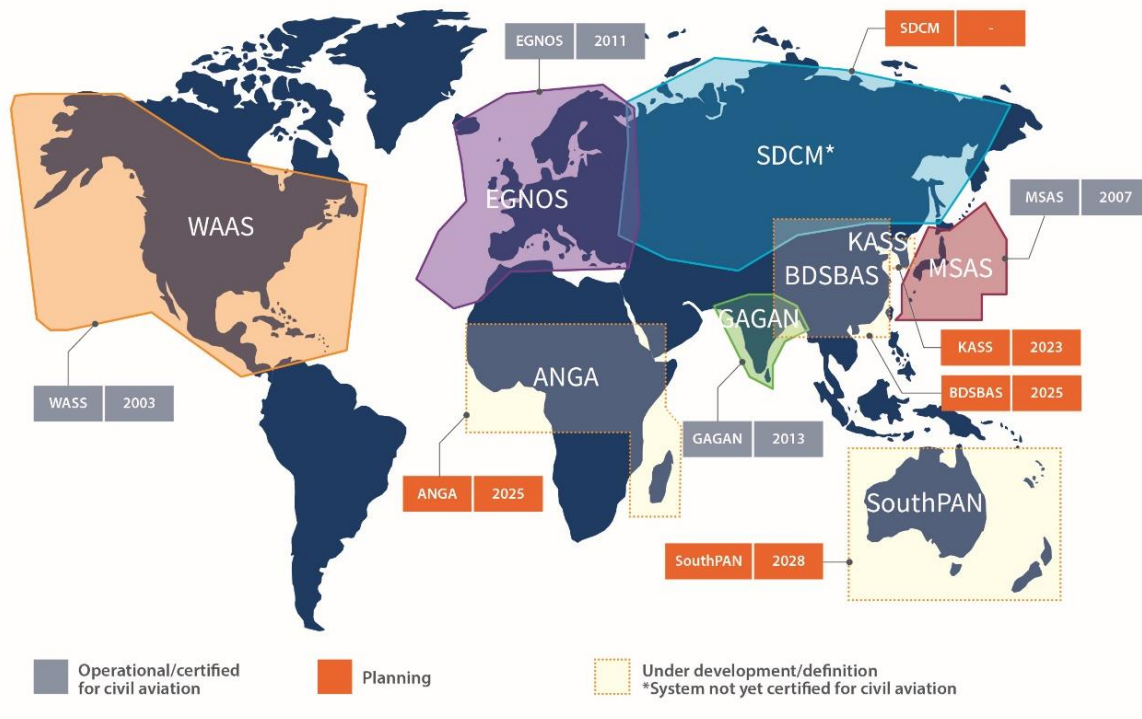 SDCM -
EGNOS 2011
SDCM*
MSAS 2007
EGNOS
WAAS
KASS
BDSBAS
MSAS
GAGAN
KASS 2023
ANGA
BDSBAS 2025
WASS 2003
GAGAN 2013
ANGA 2025
SouthPAN
SouthPAN 2028
Operational/certified
for civil aviation
Planning
Under development/definition
*System not yet certified for civil aviation